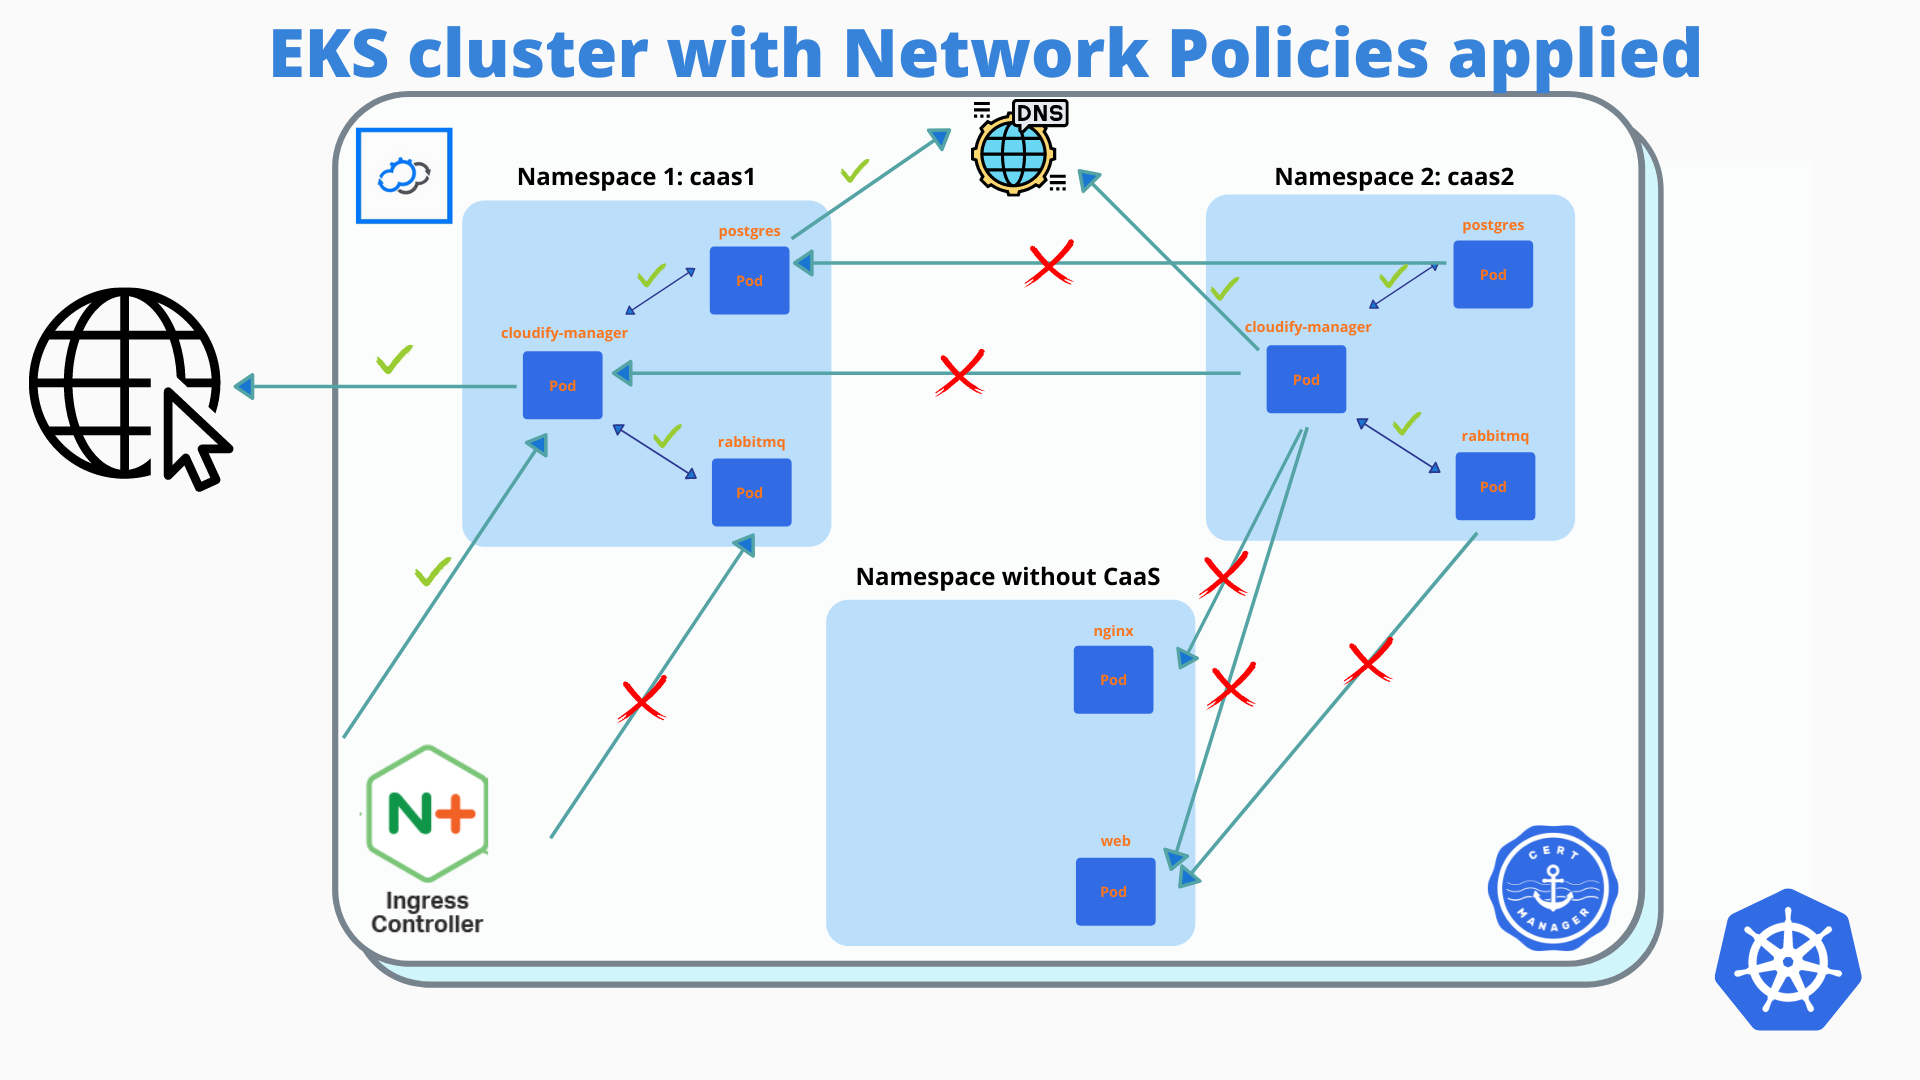 EKS cluster with Network Policies applied
DNS
Namespace 1: caas1
Namespace 2: caas2
postgres
Pod
cloudify-manager
Pod
rabbitmq
Pod
postgres
Pod
cloudify-manager
Pod
rabbitmq
Pod
Namespace without CaaS
nginx
Pod
web
Pod
N+
Ingress
Controller
CERT
MANAGER